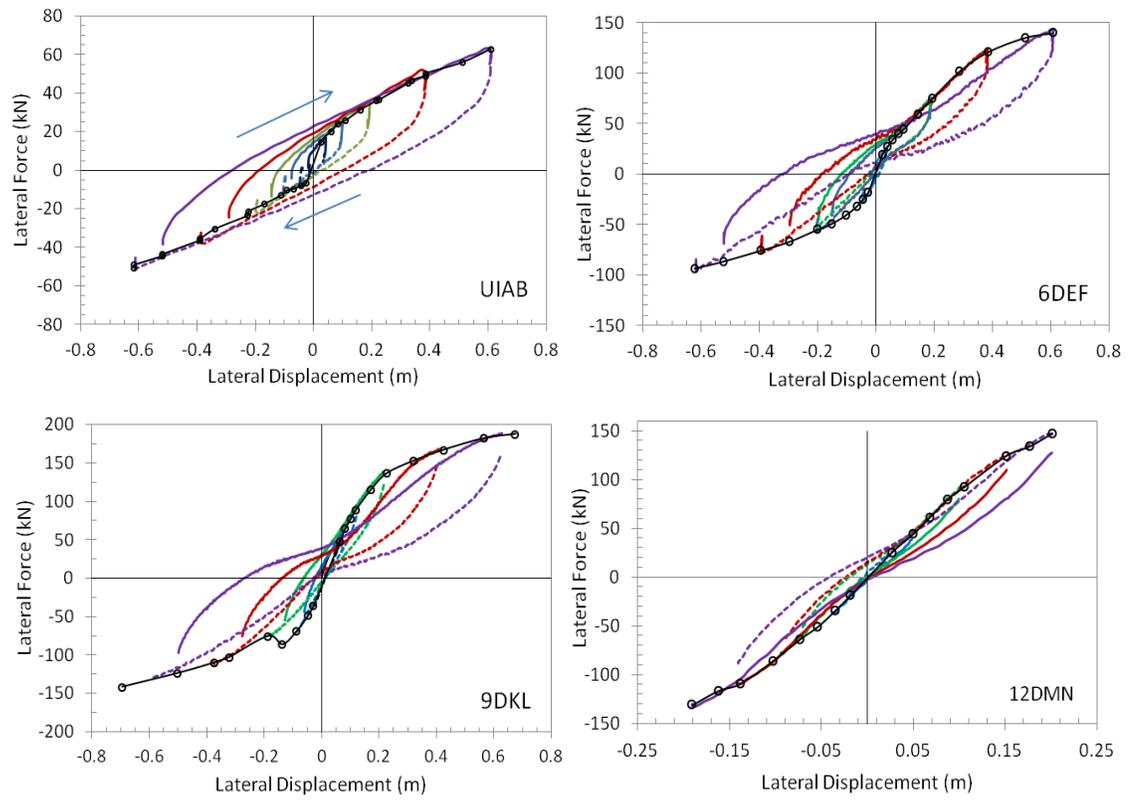 80
60
40
20
0
-20
-40
-60
-80
-0.8 -0.6 -0.4 -0.2 0 0.2 0.4 0.6 0.8
Lateral Force (kN)
Lateral Displacement (m)
UIAB
150
100
50
0
-50
-100
-150
-0.8 -0.6 -0.4 -0.2 0 0.2 0.4 0.6 0.8
Lateral Force (kN)
Lateral Displacement (m)
6DEF
200
150
100
50
0
-50
-100
-150
-200
-0.8 -0.6 -0.4 -0.2 0 0.2 0.4 0.6 0.8
Lateral Force (kN)
Lateral Displacement (m)
9DKL
150
100
50
0
-50
-100
-150
-0.25 -0.15 -0.05 0.05 0.15 0.25
Lateral Force (kN)
Lateral Displacement (m)
12DMN